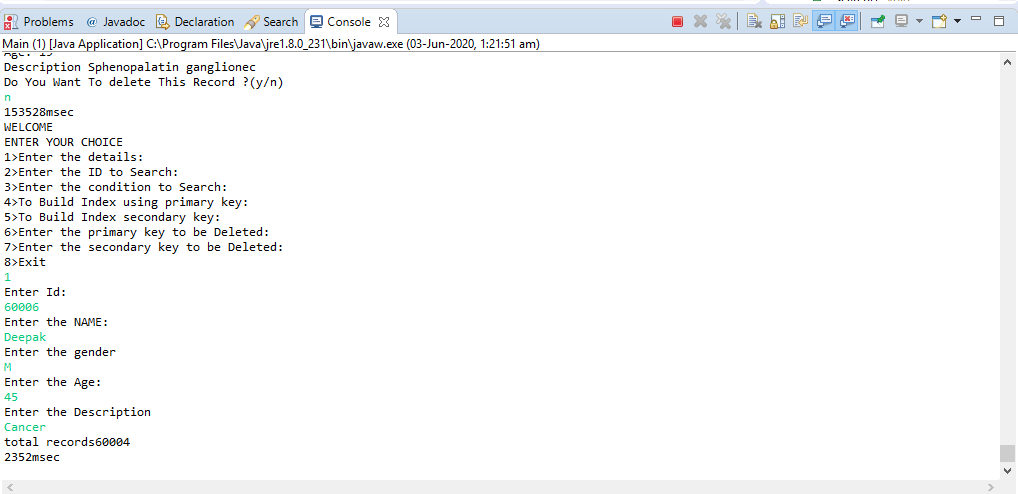 Problems @ Javadoc Declaration Search Console
Main (1) [Java Application] C:\Program Files\Java\jre1.8.0_231\bin\javaw.exe (03-Jun-2020, 1:21:51 am)
Description Sphenopalatin ganglionec
Do You Want To delete This Record ?(y/n)
n
153528msec
WELCOME
ENTER YOUR CHOICE
1>Enter the details:
2>Enter the ID to Search:
3>Enter the condition to Search:
4>To Build Index using primary key:
5>To Build Index secondary key:
6>Enter the primary key to be Deleted:
7>Enter the secondary key to be Deleted:
8>Exit
1
Enter Id:
60006
Enter the NAME:
Deepak
Enter the gender
M
Enter the Age:
45
Enter the Description
Cancer
total records60004
2352msec